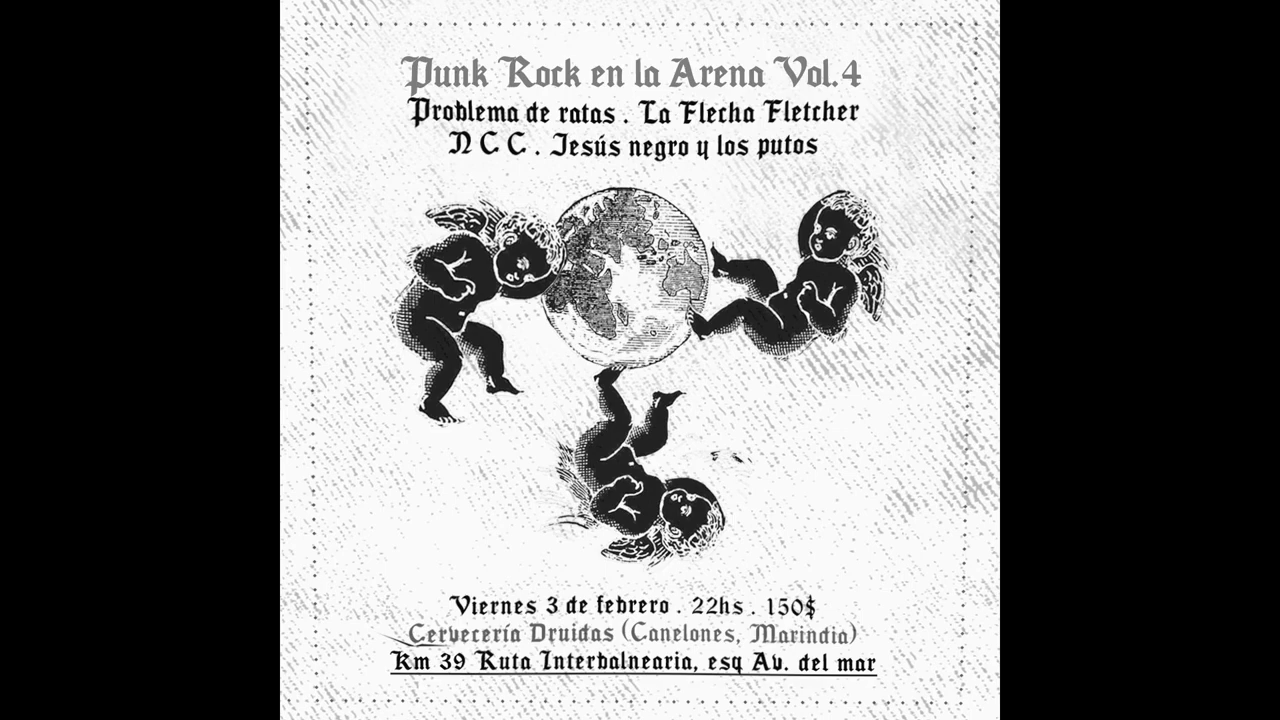 Punk Rock en la Arena Vol.4
Problema de ratas . La Flecha Fletcher
N C C . Jesús negro y los putos
Viernes 3 de febrero . 22hs . 150$
Cervecería Druidas (Canelones, Marindia)
Km 39 Ruta Interbalnearia, esq Av. del mar